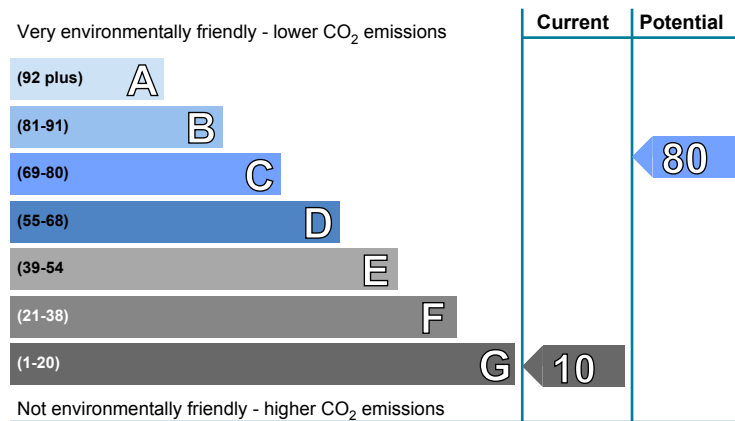 Very environmentally friendly - lower CO2 emissions
Current
Potential
(92 plus) A
(81-91) B
(69-80) C
80
(55-68) D
(39-54 E
(21-38) F
(1-20) G
10
Not environmentally friendly - higher CO2 emissions